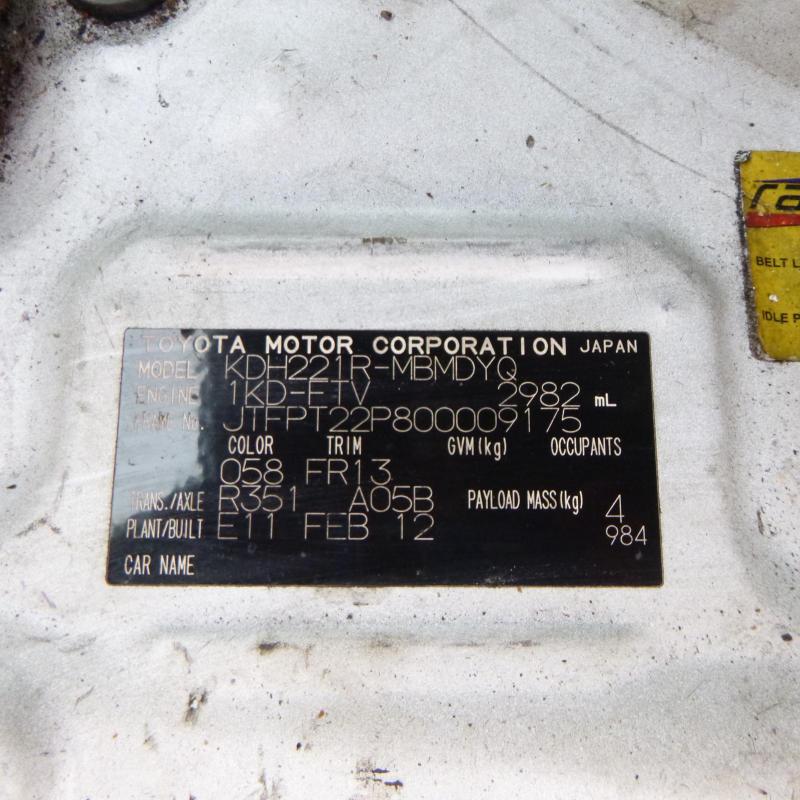 TOYOTA MOTOR CORPORATION JAPAN
MODEL KDH221R-MBMDYQ
ENGINE 1KD-FTV 2982 mL
FRAME No. JTFPT22P800009175
COLOR TRIM GVM(kg) OCCUPANTS
058 FR13
TRANS./AXLE R351 A05B PAYLOAD MASS(kg) 4
PLANT/BUILT E11 FEB 12 984
CAR NAME
BELT
IDLE